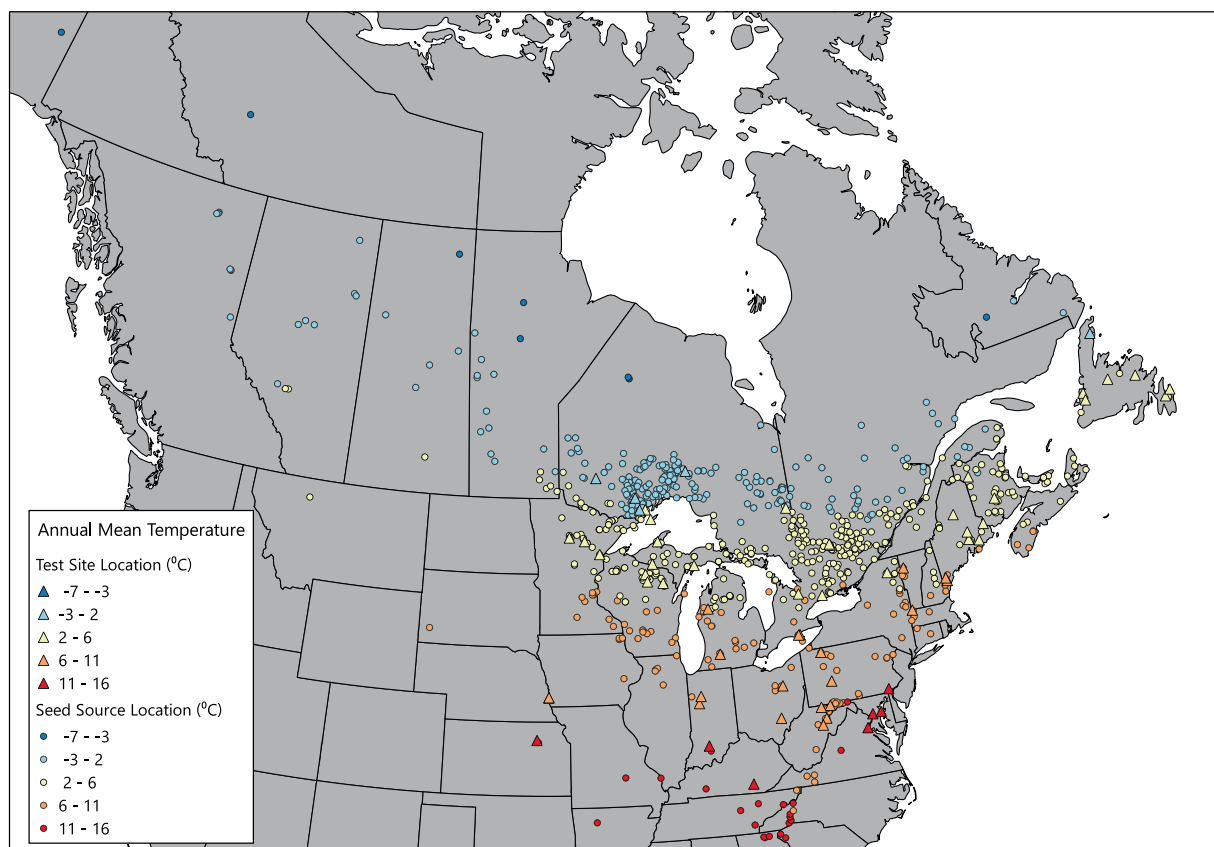 Annual Mean Temperature
Test Site Location (⁰C)
-7 - -3
-3 - 2
2 - 6
6 - 11
11 - 16
Seed Source Location (⁰C)
-7 - -3
-3 - 2
2 - 6
6 - 11
11 - 16